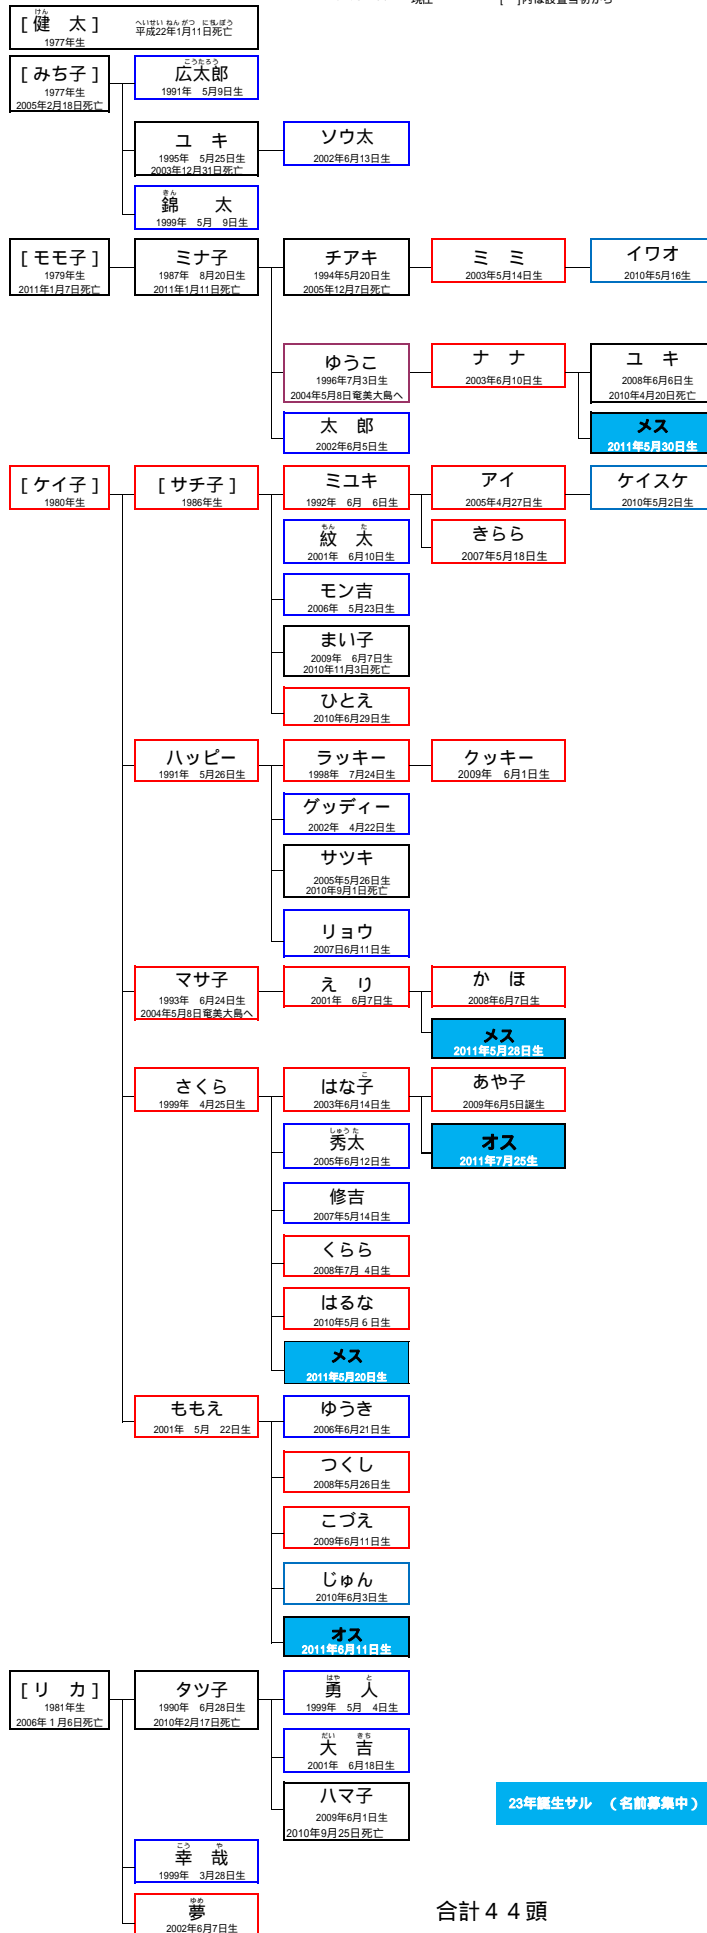 現在 [ ]内は設置当初から
[ 健 太 ] 平成22年1月11日死亡
けん
1977年生
[ みち子 ]
1977年生
2005年2月18日死亡
こうたろう
広太郎
1991年 5月9日生
ユ キ
1995年 5月25日生
2003年12月31日死亡
ソウ太
2002年6月13日生
きん
錦 太
1999年 5月 9日生
[ モモ子 ]
1979年生
2011年1月7日死亡
ミナ子
1987年 8月20日生
2011年1月11日死亡
チアキ
1994年5月20日生
2005年12月7日死亡
ミ ミ
2003年5月14日生
イワオ
2010年5月16生
ゆうこ
1996年7月3日生
2004年5月8日奄美大島へ
ナ ナ
2003年6月10日生
ユ キ
2008年6月6日生
2010年4月20日死亡
太 郎
2002年6月5日生
メス
2011年5月30日生
[ ケイ子 ]
1980年生
[ サチ子 ]
1986年生
ミユキ
1992年 6月 6日生
アイ
2005年4月27日生
ケイスケ
2010年5月2日生
もん た
紋 太
2001年 6月10日生
きらら
2007年5月18日生
モン吉
2006年 5月23日生
まい子
2009年 6月7日生
2010年11月3日死亡
ひとえ
2010年6月29日生
ハッピー
1991年 5月26日生
ラッキー
1998年 7月24日生
クッキー
2009年 6月1日生
グッディー
2002年 4月22日生
サツキ
2005年5月26日生
2010年9月1日死亡
リョウ
2007日6月11日生
マサ子
1993年 6月24日生
2004年5月8日奄美大島へ
え り
2001年 6月7日生
か ほ
2008年6月7日生
メス
2011年5月28日生
さくら
1999年 4月25日生
こ
はな子
2003年6月14日生
あや子
2009年6月5日誕生
しゅうた
秀太
2005年6月12日生
オス
2011年7月25生
修吉
2007年5月14日生
くらら
2008年7月 4日生
はるな
2010年5月6日生
メス
2011年5月20日生
ももえ
2001年 5月 22日生
ゆうき
2006年6月21日生
つくし
2008年5月26日生
こづえ
2009年6月11日生
じゅん
2010年6月3日生
オス
2011年6月11日生
[ リ カ ]
1981年生
2006年1月6日死亡
タツ子
1990年 6月28日生
2010年2月17日死亡
はや と
勇 人
1999年 5月 4日生
だい きち
大 吉
2001年 6月18日生
ハマ子
2009年6月1日生
2010年9月25日死亡
23年誕生サル (名前募集中)
こう や
幸 哉
1999年 3月28日生
ゆめ
夢
2002年6月7日生
合計44頭